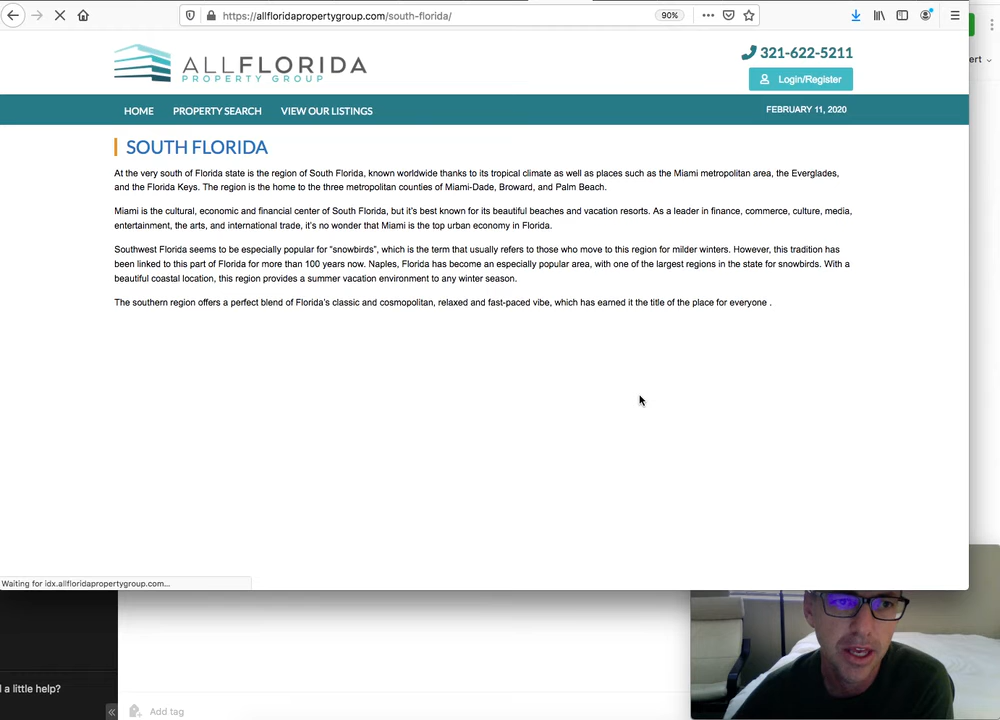 https://allfloridapropertygroup.com/south-florida/
90%
ert
ALLFLORIDA
PROPERTY GROUP
321-622-5211
Login/Register
HOME
PROPERTY SEARCH
VIEW OUR LISTINGS
FEBRUARY 11, 2020
SOUTH FLORIDA
At the very south of Florida state is the region of South Florida, known worldwide thanks to its tropical climate as well as places such as the Miami metropolitan area, the Everglades,
and the Florida Keys. The region is the home to the three metropolitan counties of Miami-Dade, Broward, and Palm Beach.
Miami is the cultural, economic and financial center of South Florida, but it's best known for its beautiful beaches and vacation resorts. As a leader in finance, commerce, culture, media,
entertainment, the arts, and international trade, it's no wonder that Miami is the top urban economy in Florida.
Southwest Florida seems to be especially popular for "snowbirds", which is the term that usually refers to those who move to this region for milder winters. However, this tradition has
been linked to this part of Florida for more than 100 years now. Naples, Florida has become an especially popular area, with one of the largest regions in the state for snowbirds. With a
beautiful coastal location, this region provides a summer vacation environment to any winter season.
The southern region offers a perfect blend of Florida's classic and cosmopolitan, relaxed and fast-paced vibe, which has earned it the title of the place for everyone .
Waiting for idx.allfloridapropertygroup.com...
a little help?
Add tag